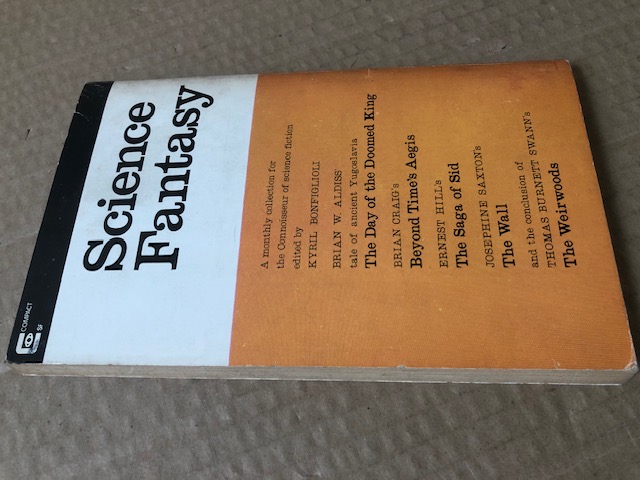 COMPACT
SF
Science
Fantasy
A monthly collection for
the Connoisseur of science fiction
edited by
KYRIL BONFIGLIOLI
BRIAN W. ALDISS'
tale of ancient Yugoslavia
The Day of the Doomed King
BRIAN CRAIG's
Beyond Time's Aegis
ERNEST HILL's
The Saga of Sid
JOSEPHINE SAXTON's
The Wall
and the conclusion of
THOMAS BURNETT SWANN's
The Weirwoods